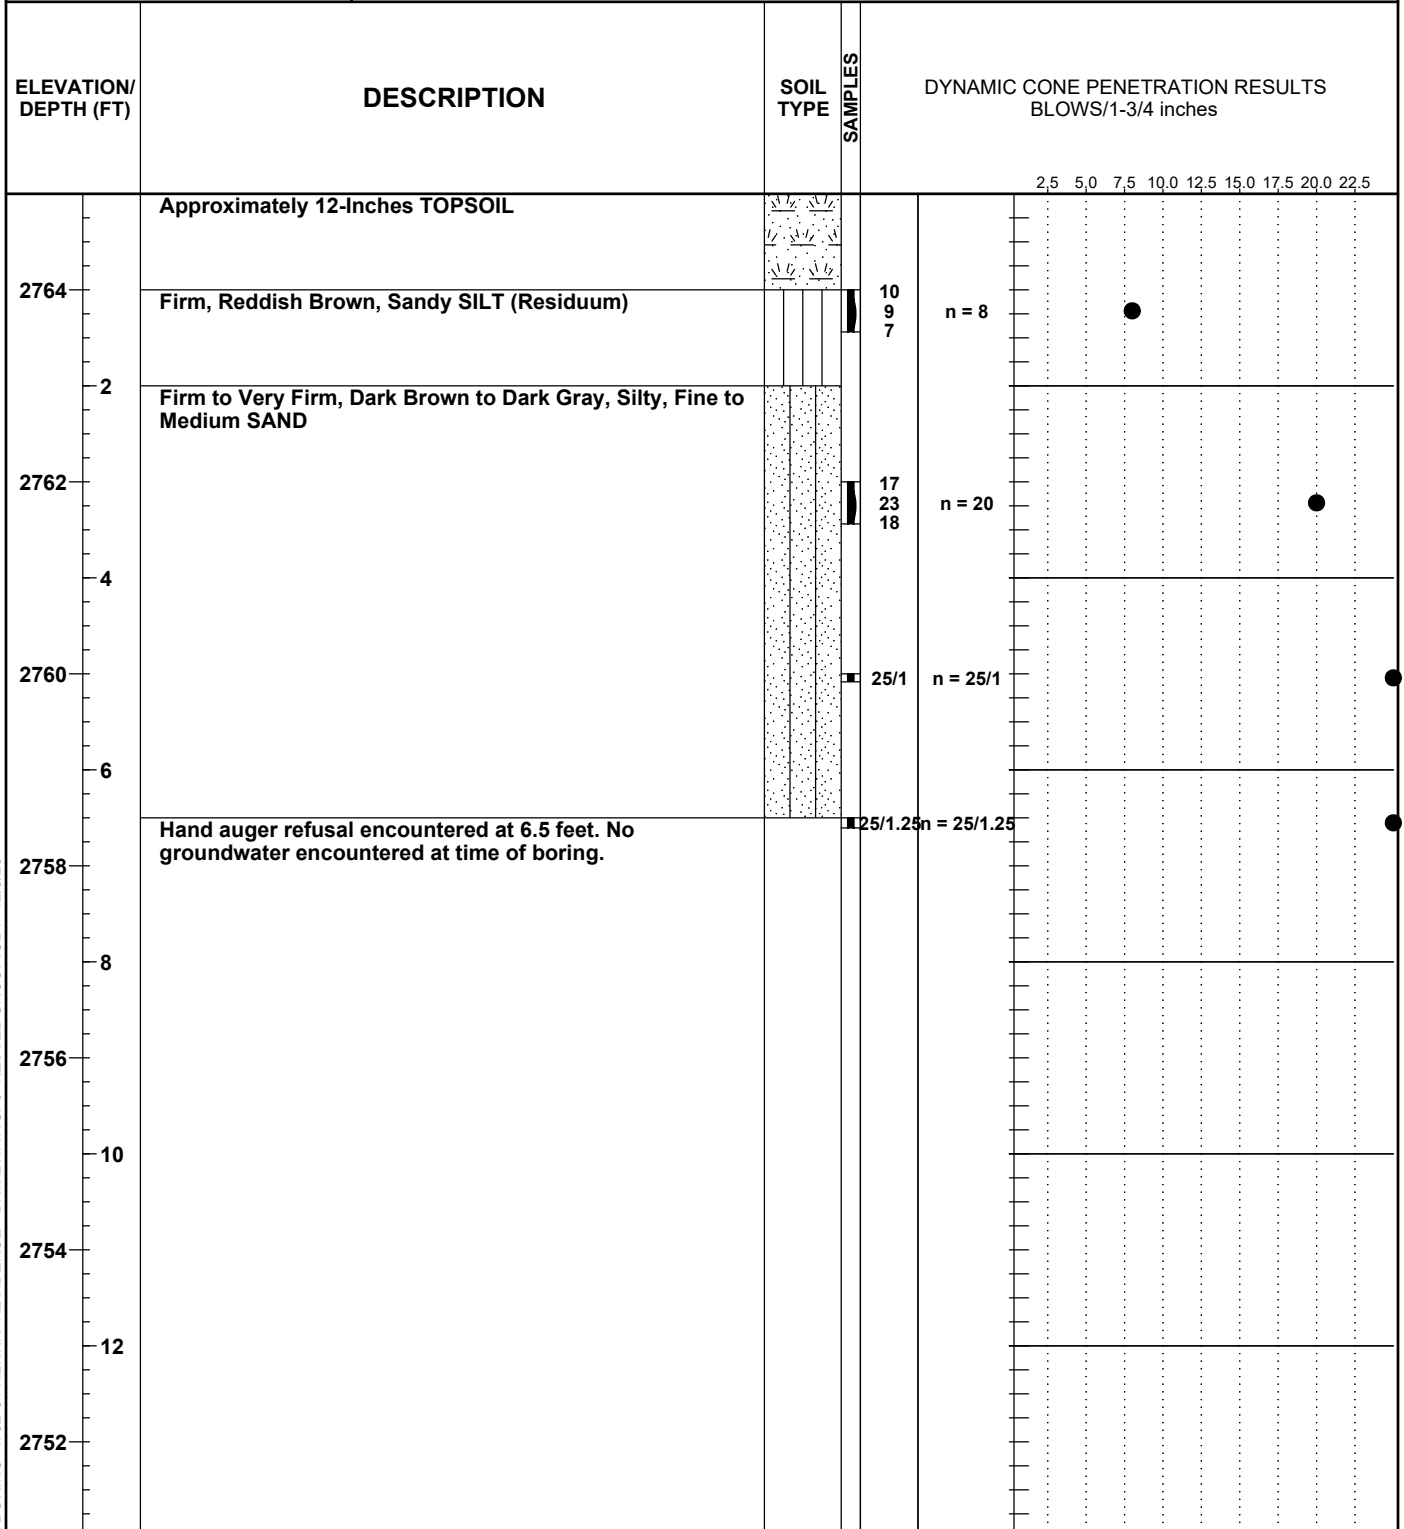 ELEVATION/
DEPTH (FT)
DESCRIPTION
SOIL
TYPE
SAMPLES
DYNAMIC CONE PENETRATION RESULTS
BLOWS/1-3/4 inches
2.5 5.0 7.5 10.0 12.5 15.0 17.5 20.0 22.5
Approximately 12-Inches TOPSOIL
2764
Firm, Reddish Brown, Sandy SILT (Residuum)
10
9
7
n = 8
2
Firm to Very Firm, Dark Brown to Dark Gray, Silty, Fine to
Medium SAND
2762
17
23
18
n = 20
4
2760
25/1
n = 25/1
6
Hand auger refusal encountered at 6.5 feet. No
groundwater encountered at time of boring.
25/1.25
n = 25/1.25
2758
8
2756
10
2754
12
2752